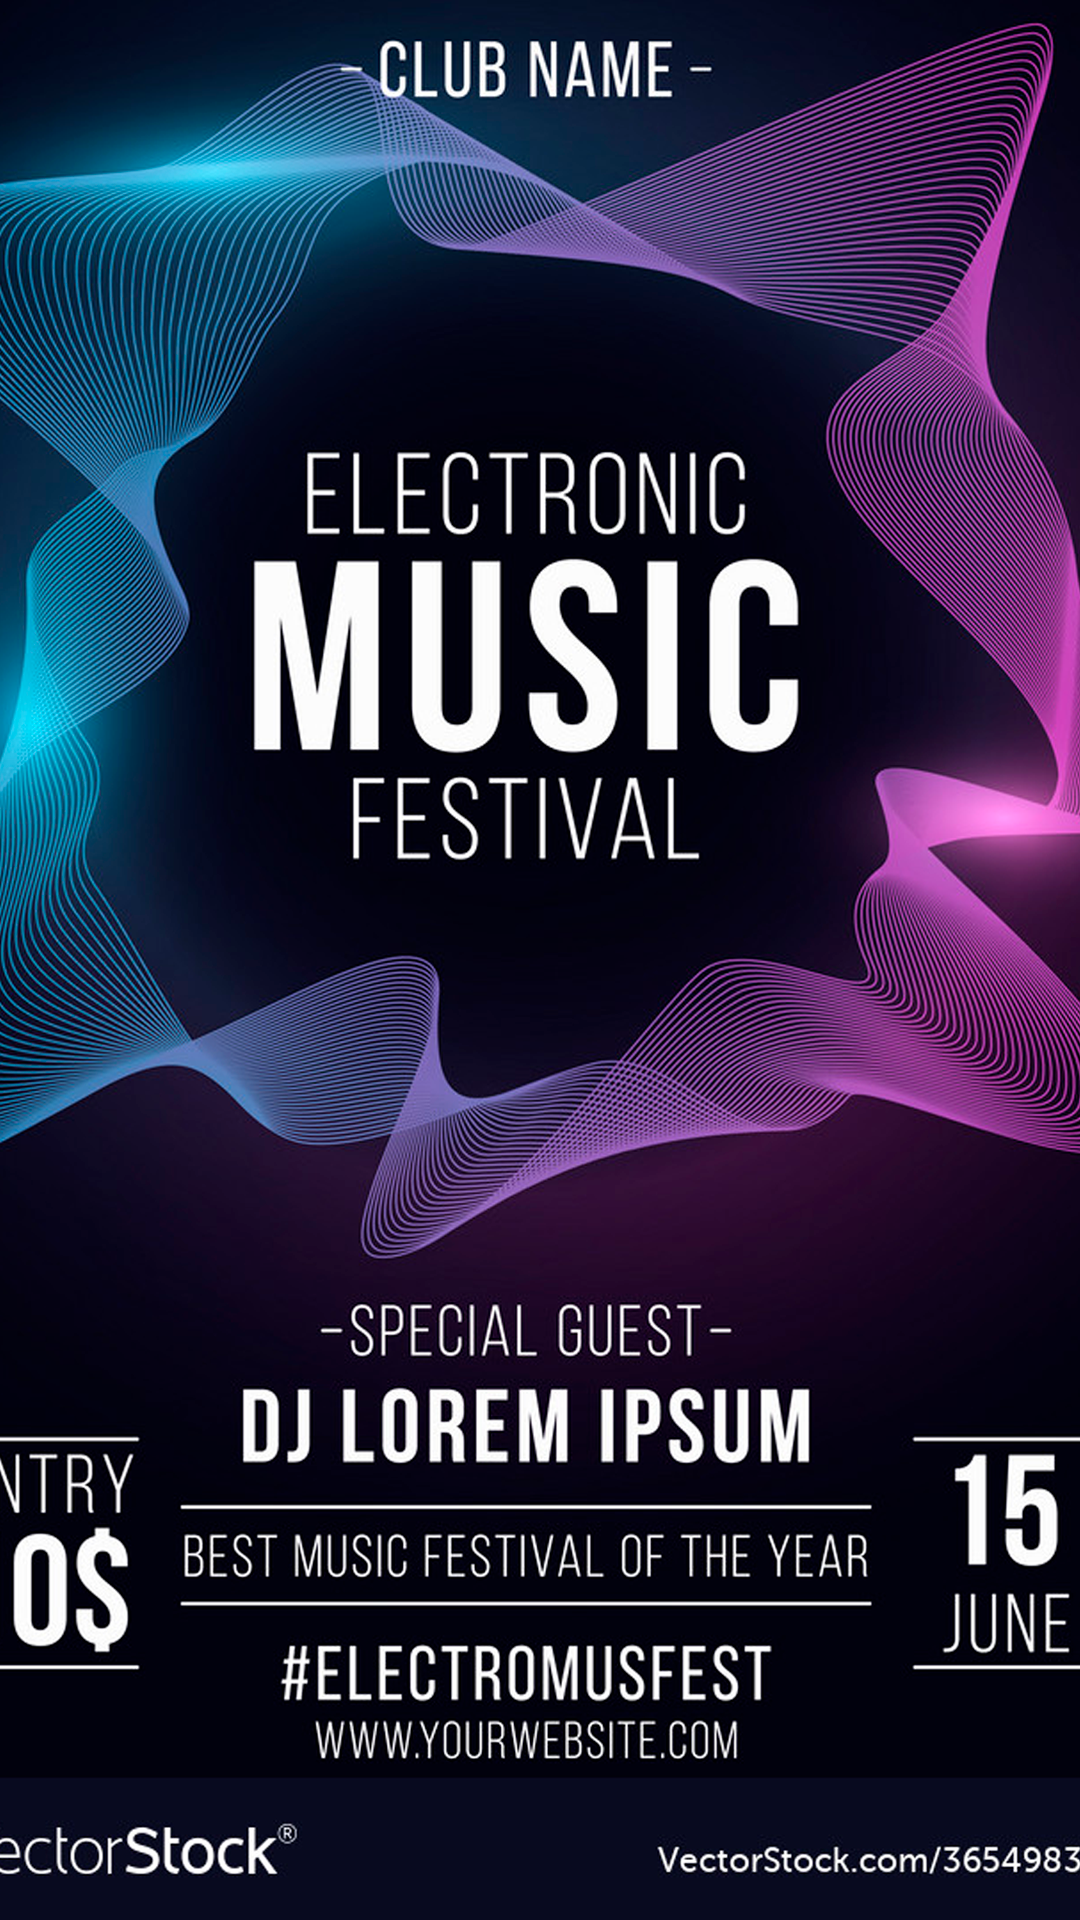 - CLUB NAME -
ELECTRONIC
MUSIC
FESTIVAL
-SPECIAL GUEST-
DJ LOREM IPSUM
NTRY
0$
BEST MUSIC FESTIVAL OF THE YEAR
15
JUNE
#ELECTROMUSFEST
WWW.YOURWEBSITE.COM
ectorStock®
VectorStock.com/3654983